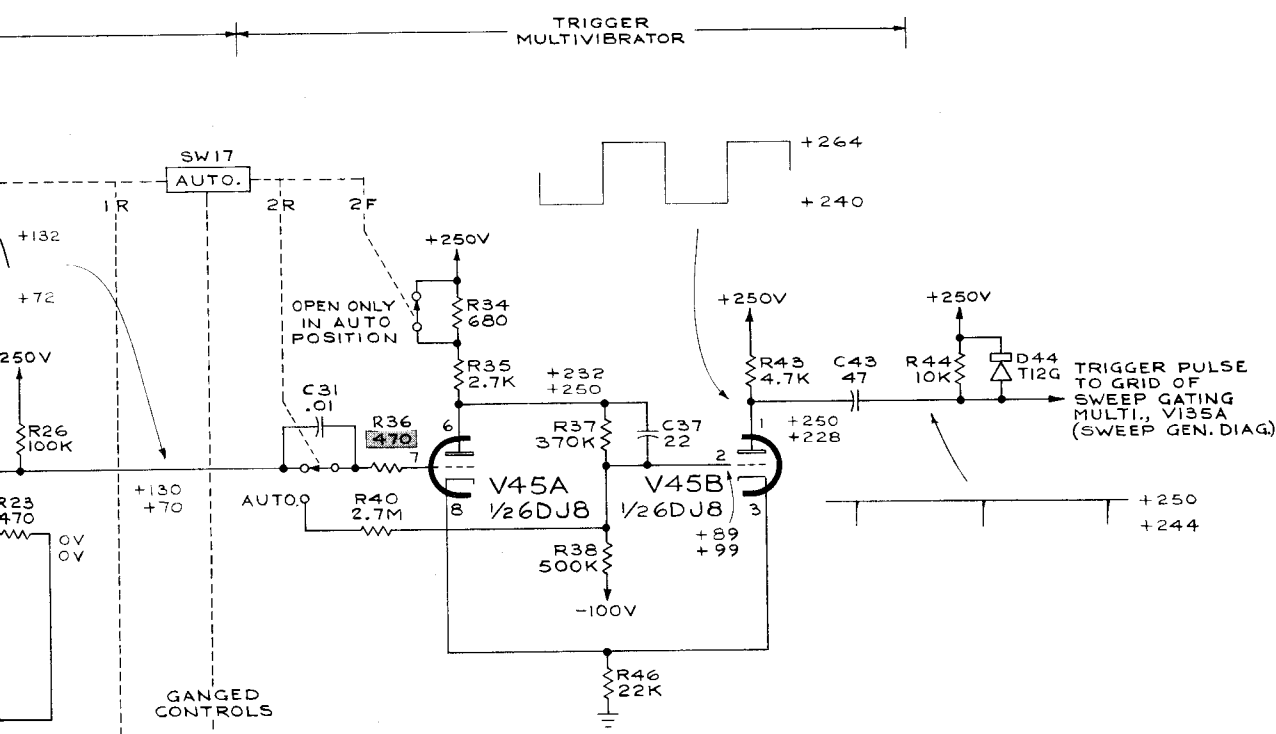 TRIGGER
MULTIVIBRATOR
+264
+240
SW17
AUTO.
1R
2R
2F
+132
+72
+250V
OPEN ONLY
IN AUTO
POSITION
R34
680
R35
2.7K
+232
+250
250V
R26
100K
C31
.01
R36
470
6
7
8
R37
370K
C37
22
+250V
R43
4.7K
C43
47
+250V
R44
10K
D44
T12G
TRIGGER PULSE
TO GRID OF
SWEEP GATING
MULTI., V135A
(SWEEP GEN. DIAG.)
1
+250
+228
2
3
V45A
1/2 6DJ8
V45B
1/2 6DJ8
+130
+70
AUTO.
R40
2.7M
R23
470
0V
0V
+89
+99
+250
+244
R38
500K
-100V
R46
22K
GANGED
CONTROLS